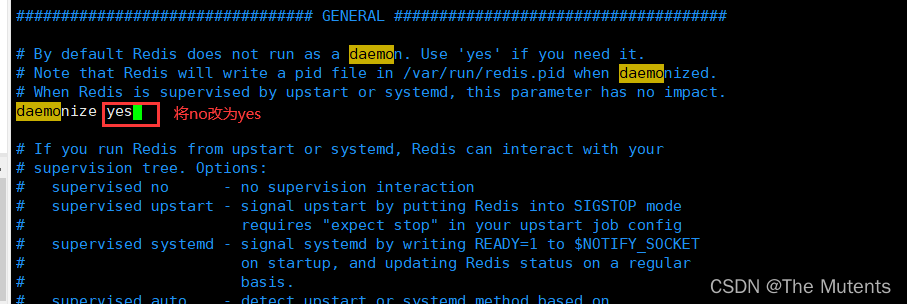 ################################# GENERAL #####################################
# By default Redis does not run as a daemon. Use 'yes' if you need it.
# Note that Redis will write a pid file in /var/run/redis.pid when daemonized.
# When Redis is supervised by upstart or systemd, this parameter has no impact.
daemonize yes 将no改为yes
# If you run Redis from upstart or systemd, Redis can interact with your
# supervision tree. Options:
#   supervised no      - no supervision interaction
#   supervised upstart - signal upstart by putting Redis into SIGSTOP mode
#                        requires "expect stop" in your upstart job config
#   supervised systemd - signal systemd by writing READY=1 to $NOTIFY_SOCKET
#                        on startup, and updating Redis status on a regular
#                        basis.
#   supervised auto    - detect upstart or systemd method based on
CSDN @The Mutents